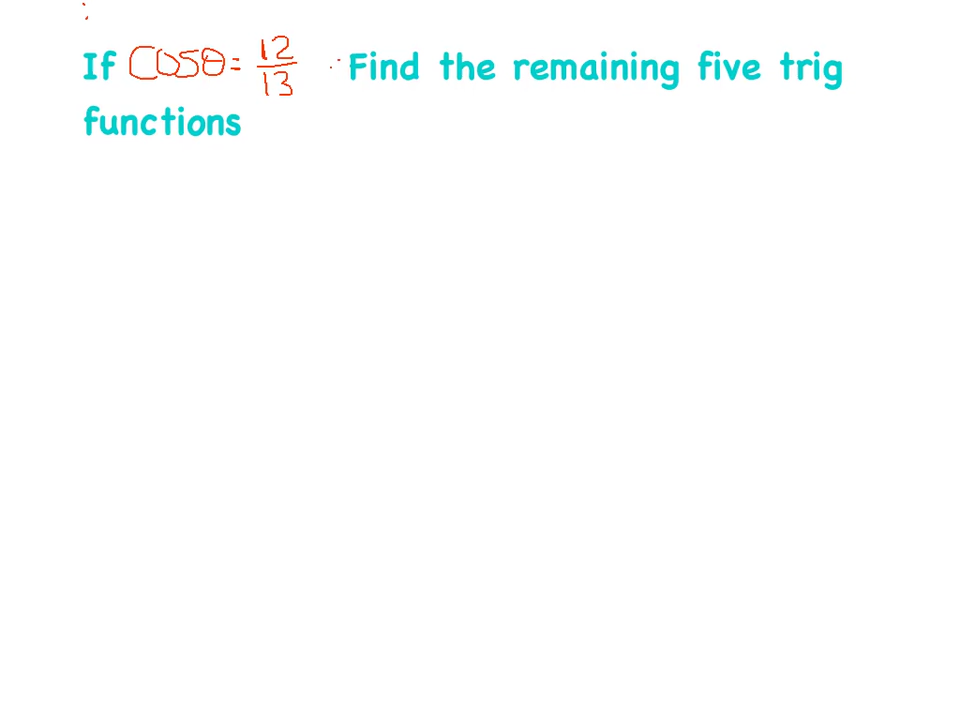 If COSθ = 12/13 Find the remaining five trig
functions